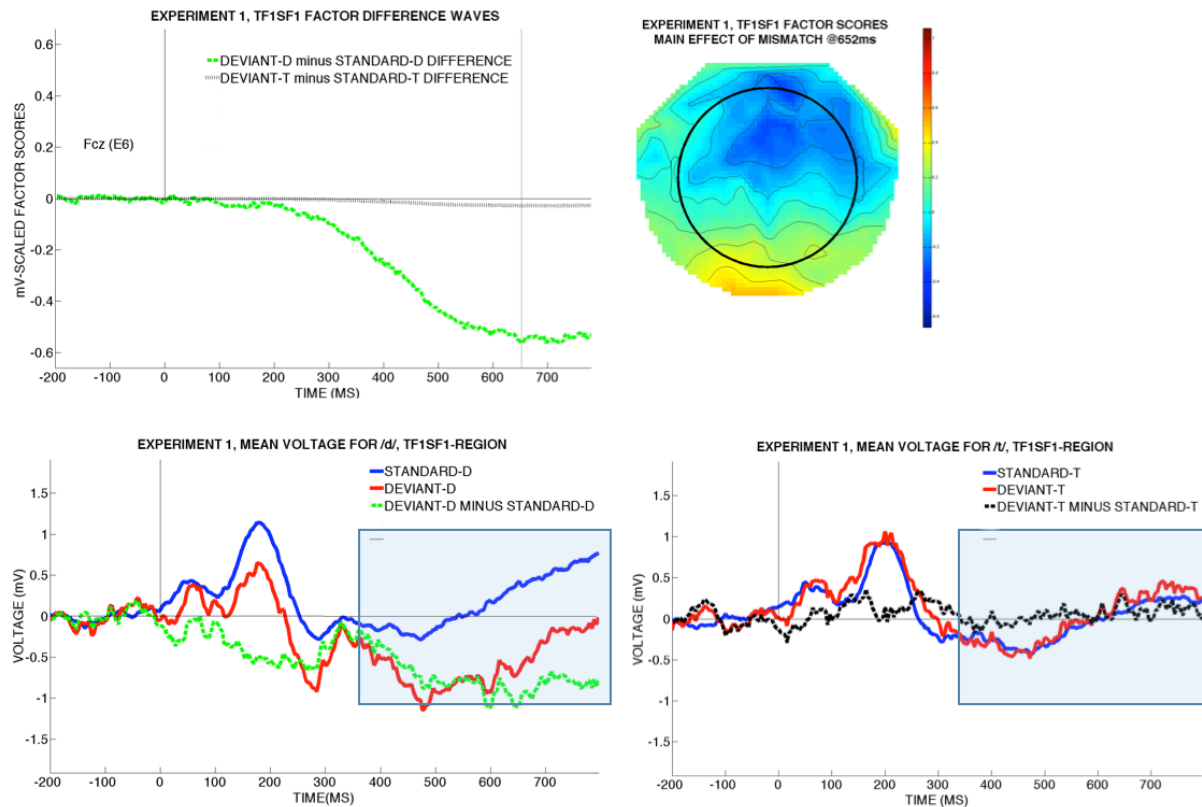 EXPERIMENT 1, TF1SF1 FACTOR DIFFERENCE WAVES
0.6
0.4
0.2
0
-0.2
-0.4
-0.6
mV-SCALED FACTOR SCORES
DEVIANT-D minus STANDARD-D DIFFERENCE
DEVIANT-T minus STANDARD-T DIFFERENCE
Fcz (E6)
-200 -100 0 100 200 300 400 500 600 700
TIME (MS)
EXPERIMENT 1, TF1SF1 FACTOR SCORES
MAIN EFFECT OF MISMATCH @652ms
EXPERIMENT 1, MEAN VOLTAGE FOR /d/, TF1SF1-REGION
1.5
1
0.5
0
-0.5
-1
-1.5
VOLTAGE (mV)
STANDARD-D
DEVIANT-D
DEVIANT-D MINUS STANDARD-D
-200 -100 0 100 200 300 400 500 600 700
TIME(MS)
EXPERIMENT 1, MEAN VOLTAGE FOR /t/, TF1SF1-REGION
1.5
1
0.5
0
-0.5
-1
-1.5
VOLTAGE (mV)
STANDARD-T
DEVIANT-T
DEVIANT-T MINUS STANDARD-T
-200 -100 0 100 200 300 400 500 600 700
TIME(MS)